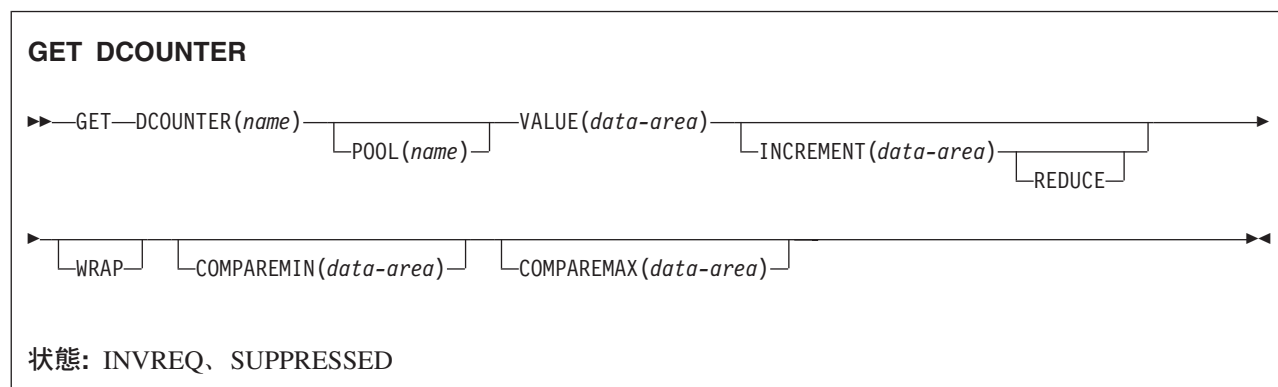 GET DCOUNTER
GET DCOUNTER(name) VALUE(data-area)
POOL(name) INCREMENT(data-area)
REDUCE
WRAP COMPAREMIN(data-area) COMPAREMAX(data-area)
状態: INVREQ、SUPPRESSED